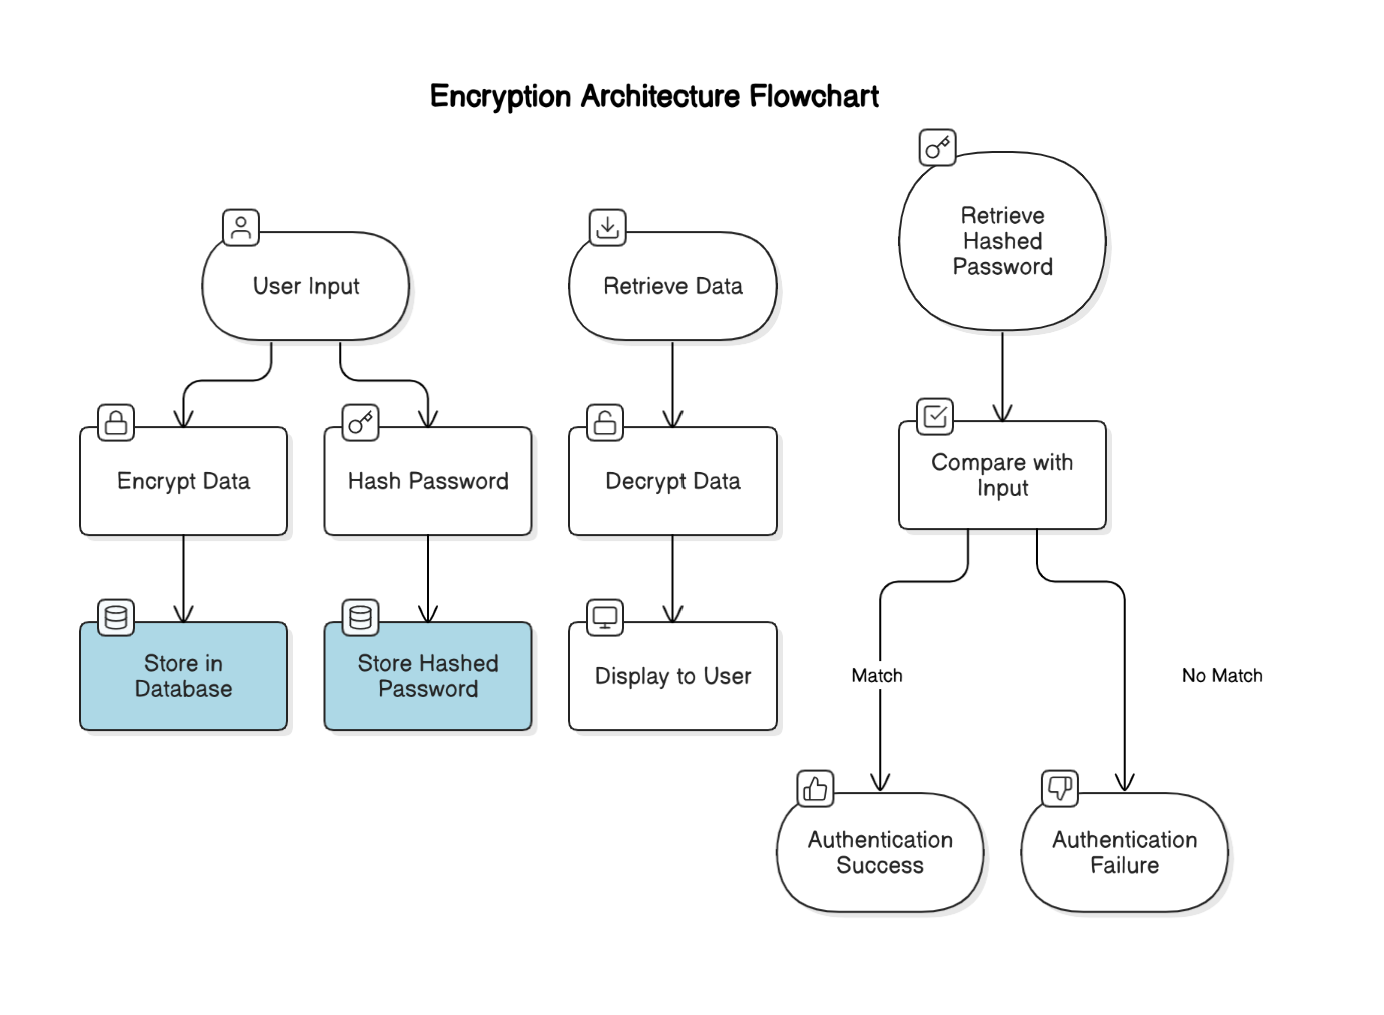 Encryption Architecture Flowchart
User Input
Retrieve Data
Retrieve
Hashed
Password
Encrypt Data
Hash Password
Decrypt Data
Compare with
Input
Store in
Database
Store Hashed
Password
Display to User
Match
No Match
Authentication
Success
Authentication
Failure